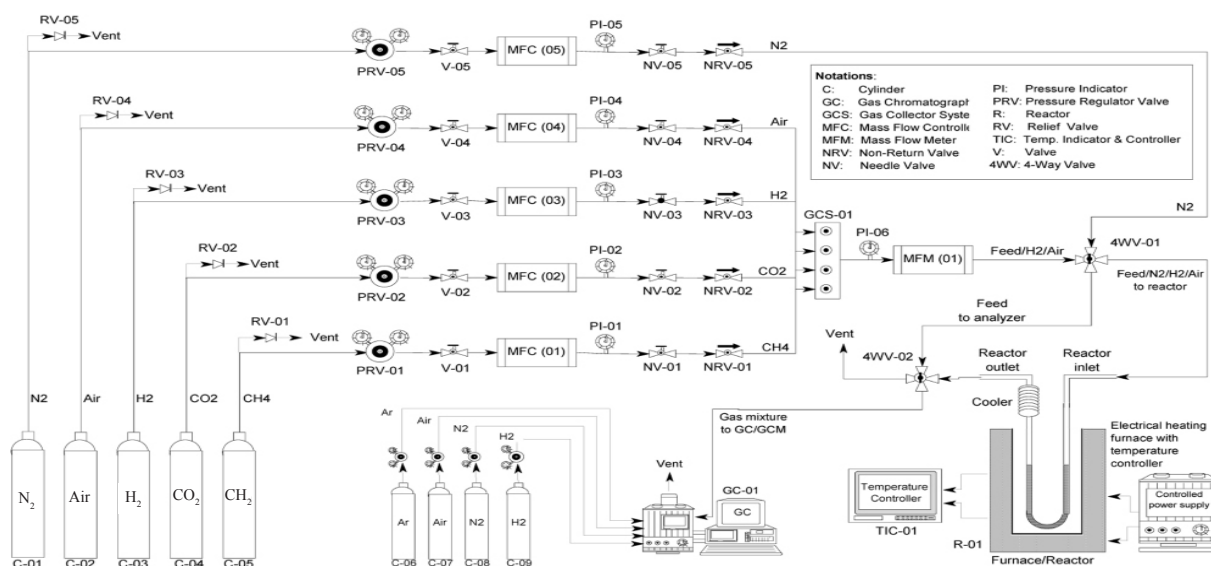 RV-05
Vent
PI-05
N2
MFC (05)
PRV-05
V-05
NV-05
NRV-05
RV-04
Vent
PI-04
Air
MFC (04)
PRV-04
V-04
NV-04
NRV-04
RV-03
Vent
PI-03
H2
MFC (03)
PRV-03
V-03
NV-03
NRV-03
RV-02
Vent
PI-02
CO2
MFC (02)
PRV-02
V-02
NV-02
NRV-02
RV-01
Vent
PI-01
CH4
MFC (01)
PRV-01
V-01
NV-01
NRV-01
Notations:
C: Cylinder
GC: Gas Chromatograph
GCS: Gas Collector Syste
MFC: Mass Flow Controlle
MFM: Mass Flow Meter
NRV: Non-Return Valve
NV: Needle Valve
PI: Pressure Indicator
PRV: Pressure Regulator Valve
R: Reactor
RV: Relief Valve
TIC: Temp. Indicator & Controller
V: Valve
4WV: 4-Way Valve
GCS-01
PI-06
MFM (01)
Feed/H2/Air
N2
4WV-01
Feed/N2/H2/Air
to reactor
Feed
to analyzer
Vent
4WV-02
Reactor
outlet
Reactor
inlet
Cooler
Gas mixture
to GC/GCM
Electrical heating
furnace with
temperature
controller
Controlled
power supply
Temperature
Controller
TIC-01
R-01
Furnace/Reactor
N2
Air
H2
CO2
CH4
N₂
Air
H₂
CO₂
CH₂
C-01
C-02
C-03
C-04
C-05
Ar
Air
N2
H2
Ar
Air
N2
H2
C-06
C-07
C-08
C-09
Vent
GC-01
GC